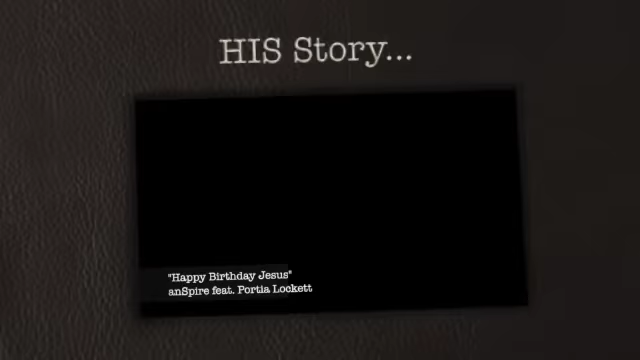 HIS Story...
"Happy Birthday Jesus"
anSpire feat. Portia Lockett